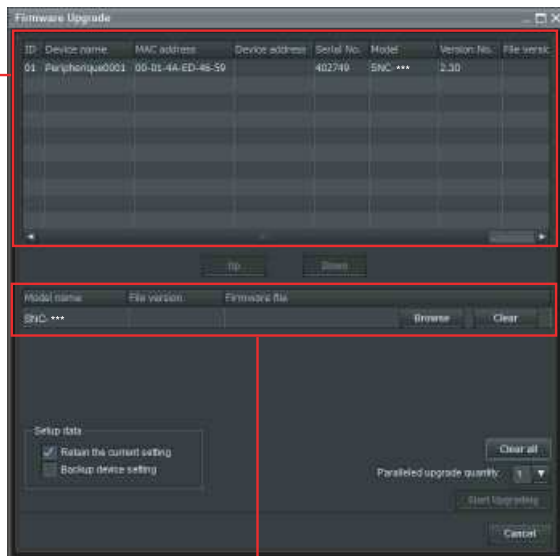 Firmware Upgrade
ID Device name MAC address Device address Serial No. Model Version No. File versic
01 Peripherique0001 00-01-4A-ED-46-59 402749 SNC-*** 2.30
Up Down
Model name File version Firmware file
SNC-*** Browse Clear
Setup data
Retain the current setting
Backup device setting
Clear all
Paralleled upgrade quantity: 1
Start Upgrading
Cancel